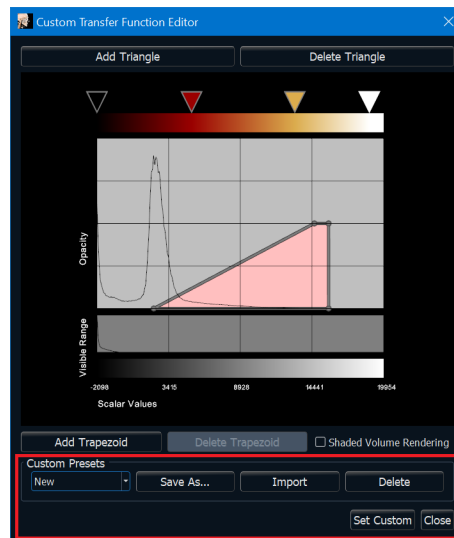 Custom Transfer Function Editor
Add Triangle Delete Triangle
Opacity
Visible Range
-2098 3415 8928 14441 19954
Scalar Values
Add Trapezoid Delete Trapezoid Shaded Volume Rendering
Custom Presets
New Save As... Import Delete
Set Custom Close